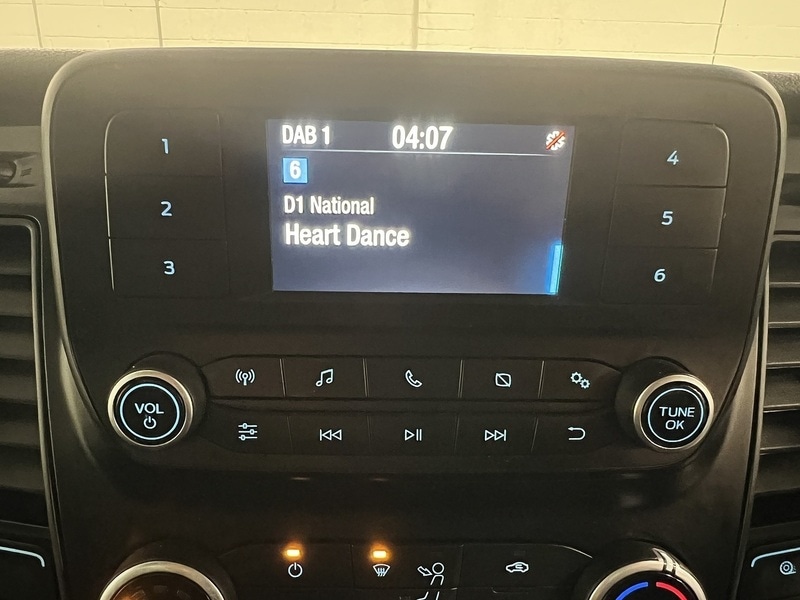 DAB 1 04:07
6
D1 National
Heart Dance
1
2
3
4
5
6
VOL
TUNE
OK